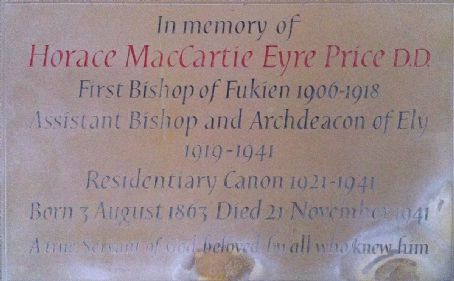 In memory of
Horace MacCartie Eyre Price D.D.
First Bishop of Fukien 1906-1918
Assistant Bishop and Archdeacon of Ely
1919-1941
Residentiary Canon 1921-1941
Born 3 August 1863 Died 21 November 1941
A true Servant of God beloved by all who knew him